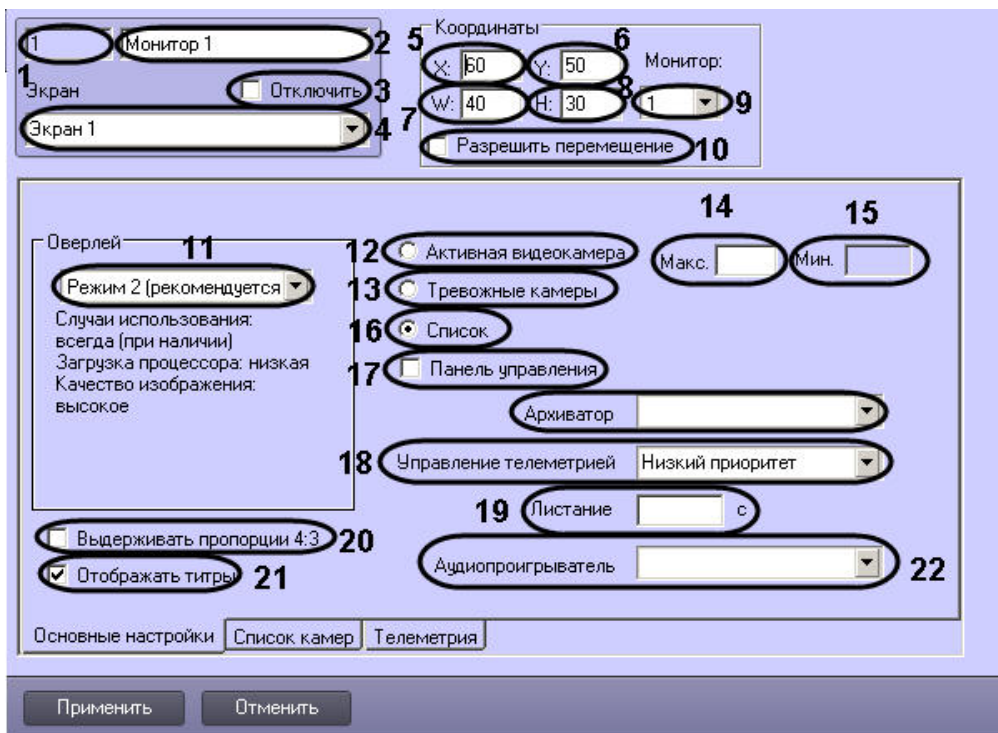 1 Монитор 1 2
1 Экран Отключить 3
Экран 1 4
Координаты
5 X: 60 6 Y: 50 Монитор:
7 W: 40 8 H: 30 1 9
Разрешить перемещение 10
14 15
Оверлей 11
12 Активная видеокамера Макс. Мин.
Режим 2 (рекомендуется
13 Тревожные камеры
Случаи использования:
всегда (при наличии)
Загрузка процессора: низкая
Качество изображения:
высокое
16 Список
17 Панель управления
Архиватор
18 Управление телеметрией Низкий приоритет
19 Листание с
Выдерживать пропорции 4:3 20
Отображать титры 21
Аудиопроигрыватель 22
Основные настройки Список камер Телеметрия
Применить Отменить